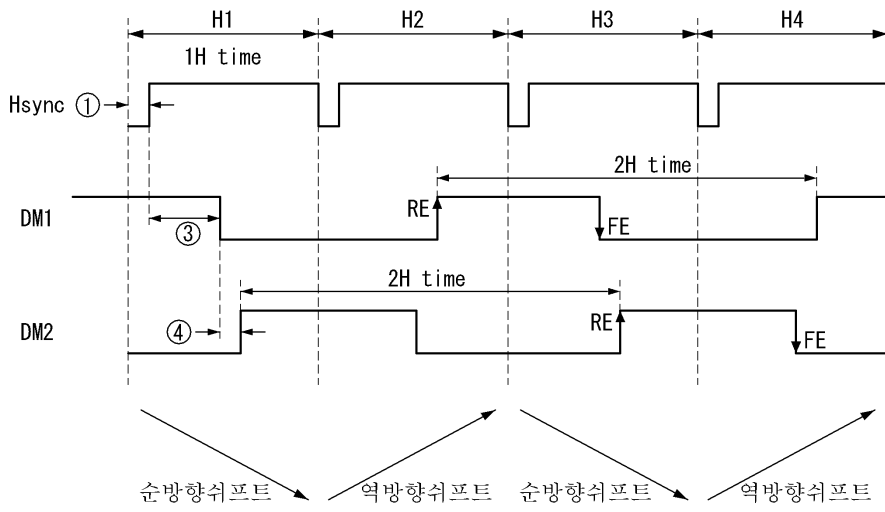 H1 H2 H3 H4
1H time
Hsync ①
2H time
DM1 ③ RE FE
2H time
DM2 ④ RE FE
순방향쉬프트 역방향쉬프트 순방향쉬프트 역방향쉬프트